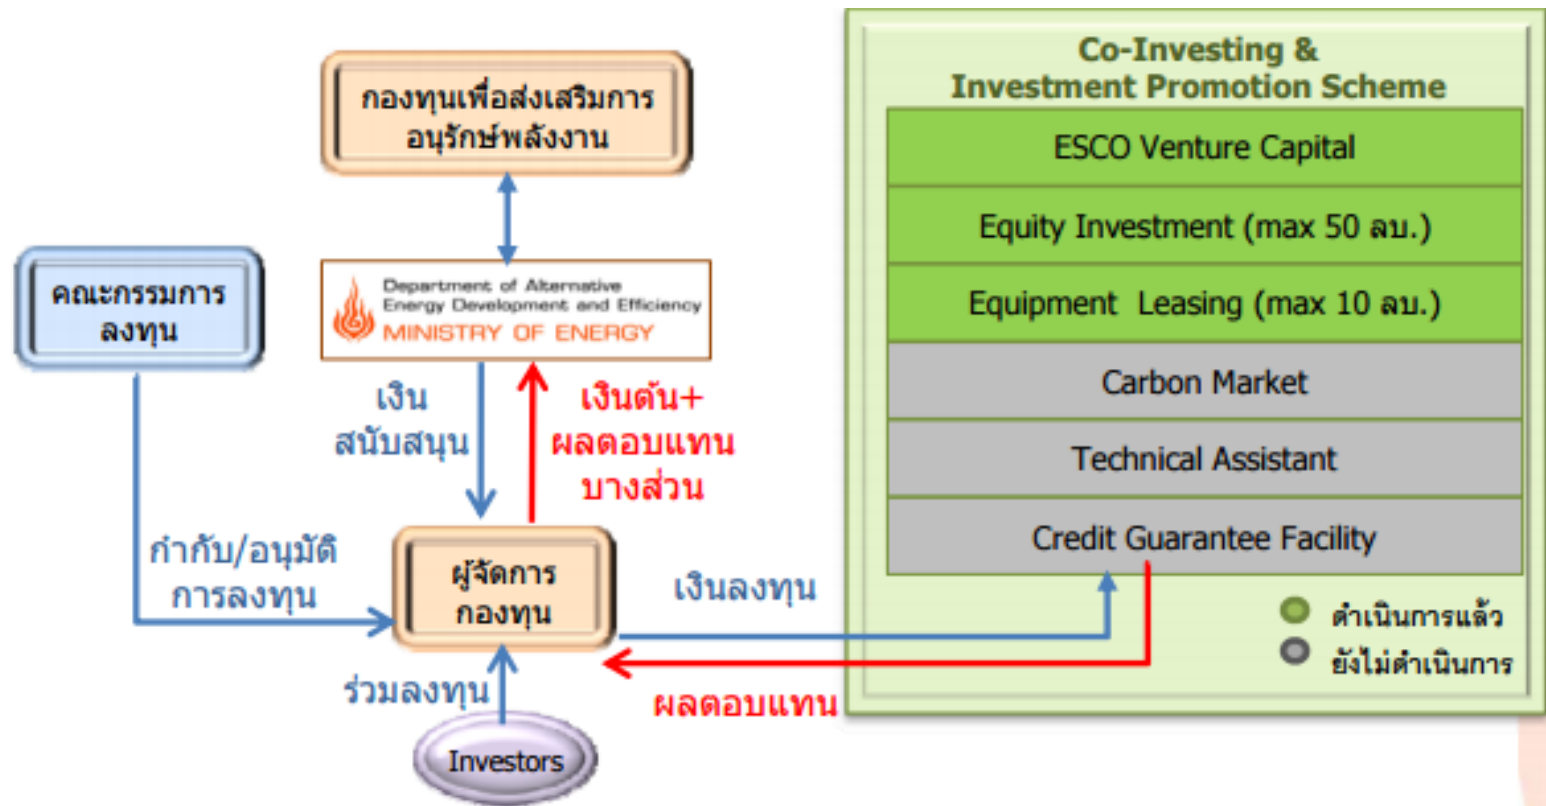 กองทุนเพื่อส่งเสริมการ
อนุรักษ์พลังงาน
คณะกรรมการ
ลงทุน
Department of Alternative
Energy Development and Efficiency
MINISTRY OF ENERGY
เงิน
สนับสนุน
เงินต้น+
ผลตอบแทน
บางส่วน
กำกับ/อนุมัติ
การลงทุน
ผู้จัดการ
กองทุน
เงินลงทุน
ร่วมลงทุน
ผลตอบแทน
Investors
Co-Investing &
Investment Promotion Scheme
ESCO Venture Capital
Equity Investment (max 50 ลบ.)
Equipment Leasing (max 10 ลบ.)
Carbon Market
Technical Assistant
Credit Guarantee Facility
ดำเนินการแล้ว
ยังไม่ดำเนินการ